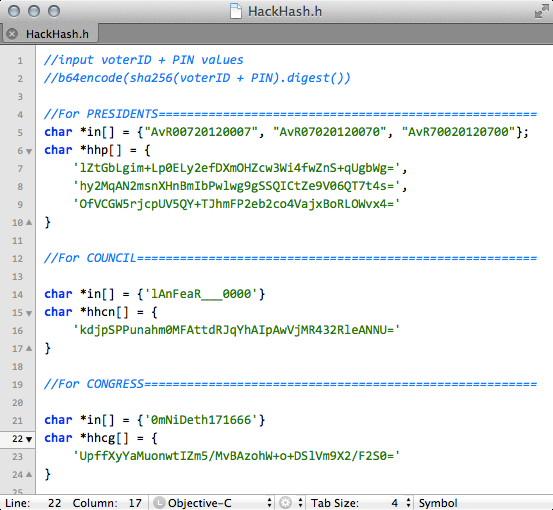 HackHash.h
HackHash.h
1 //input voterID + PIN values
2 //b64encode(sha256(voterID + PIN).digest())
3
4 //For PRESIDENTS=====================================================
5 char *in[] = {"AvR00720120007", "AvR07020120070", "AvR70020120700"};
6 char *hhp[] = {
7 'lZtGbLgim+Lp0ELy2efDXmOHZcw3Wi4fwZnS+qUgbWg=',
8 'hy2MqAN2msnXHnBmIbPwlwg9gSSQICtZe9V06QT7t4s=',
9 'OfVCGW5rjcpUV5QY+TJhmFP2eb2co4VajxBoRLOWvx4='
10 }
11
12 //For COUNCIL========================================================
13
14 char *in[] = {'lAnFeaR___0000'}
15 char *hhcn[] = {
16 'kdjpSPPunahm0MFAttdRJqYhAIpAwVjMR432RleANNU='
17 }
18
19 //For CONGRESS=======================================================
20
21 char *in[] = {'0mNiDeth171666'}
22 char *hhcg[] = {
23 'UpffXyYaMuonwtIZm5/MvBAzohW+o+DSlVm9X2/F2S0='
24 }
25
Line: 22 Column: 17 L Objective-C Tab Size: 4 Symbol